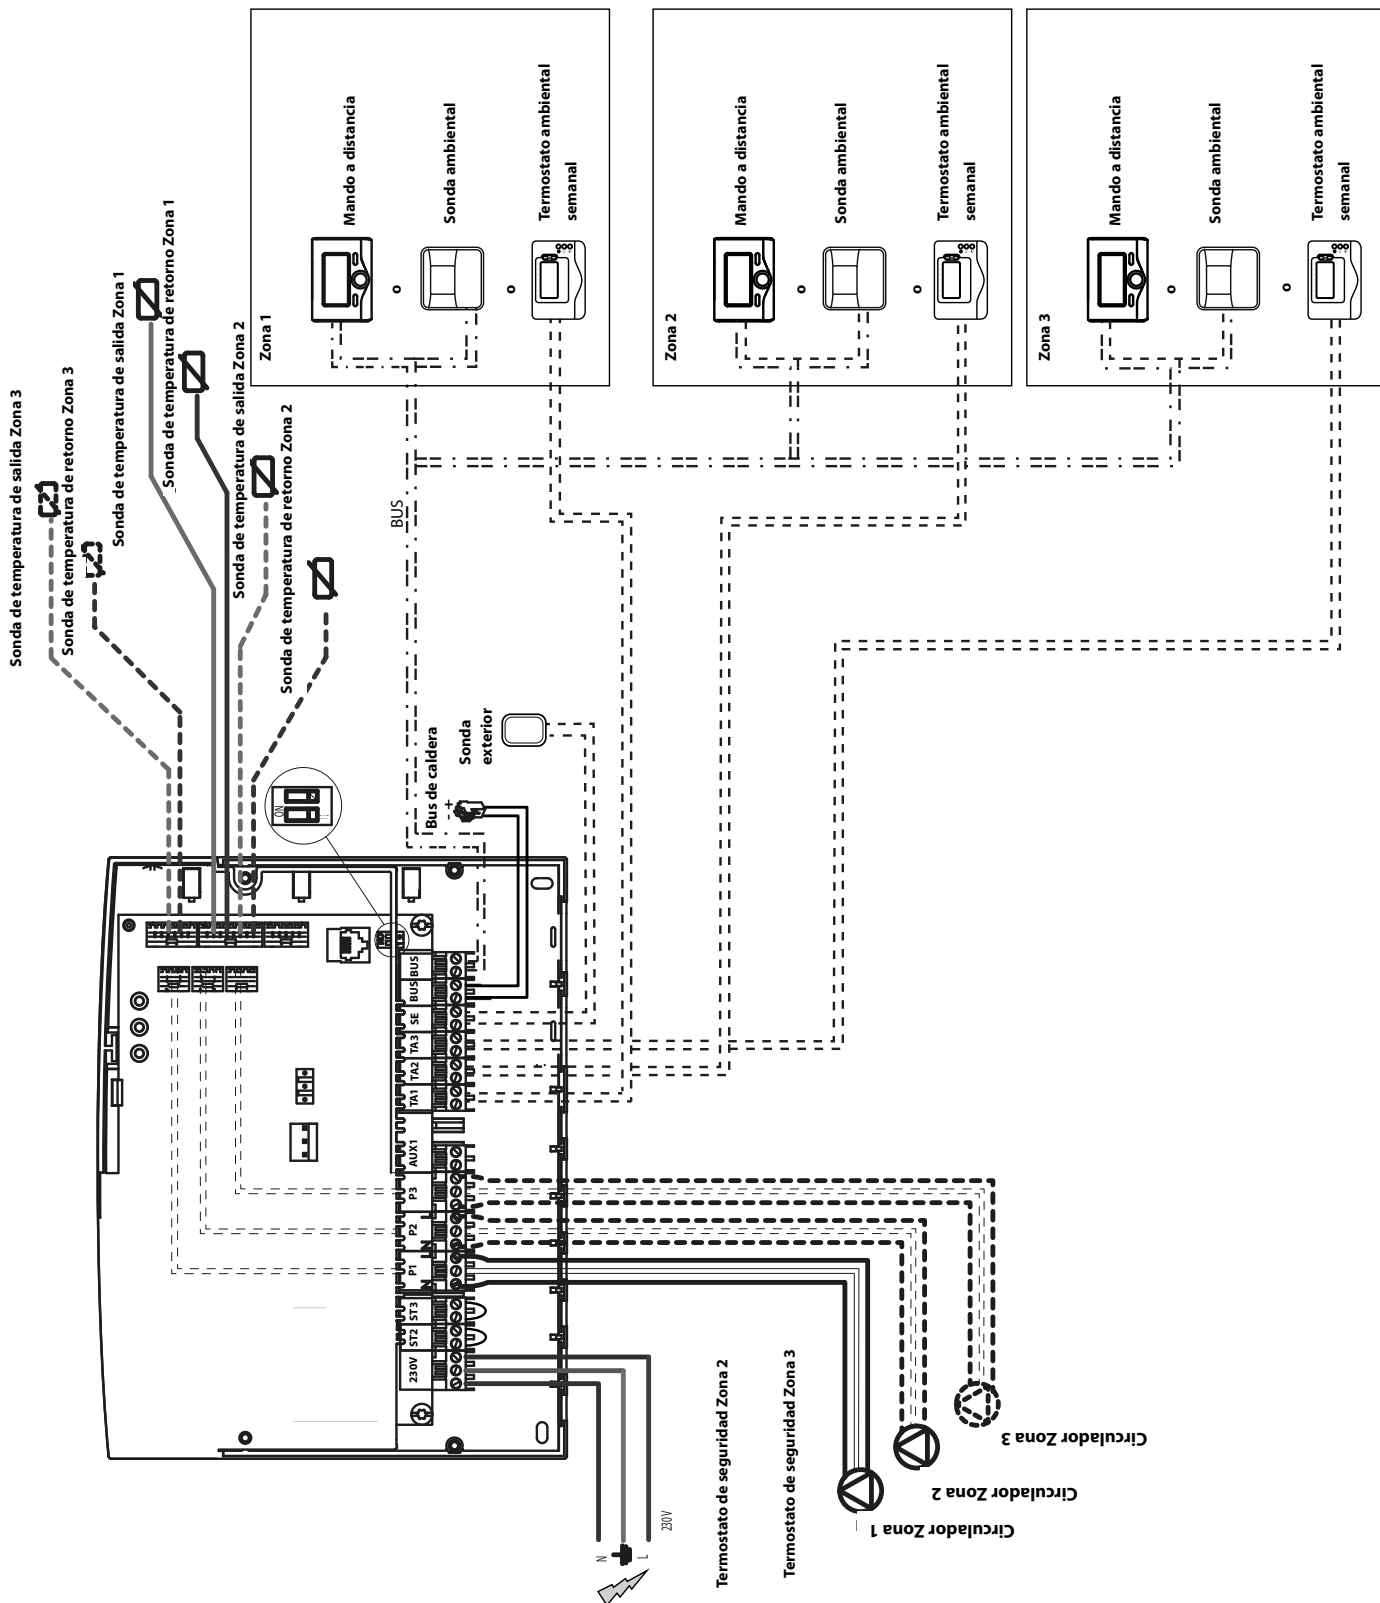 Sonda de temperatura de salida Zona 3
Sonda de temperatura de retorno Zona 3
Sonda de temperatura de salida Zona 1
Sonda de temperatura de retorno Zona 1
Sonda de temperatura de salida Zona 2
Sonda de temperatura de retorno Zona 2
Zona 1
Mando a distancia
o
Sonda ambiental
o
Termostato ambiental
semanal
Zona 2
Mando a distancia
o
Sonda ambiental
o
Termostato ambiental
semanal
Zona 3
Mando a distancia
o
Sonda ambiental
o
Termostato ambiental
semanal
BUS
Bus de caldera
- +
Sonda
exterior
ON
BUS
BUS
SE
TA3
TA2
TA1
AUX1
P3
P2
P1
L
N
L
N
ST3
ST2
230V
N
L
230V
Termostato de seguridad Zona 2
Termostato de seguridad Zona 3
Circulador Zona 1
Circulador Zona 2
Circulador Zona 3